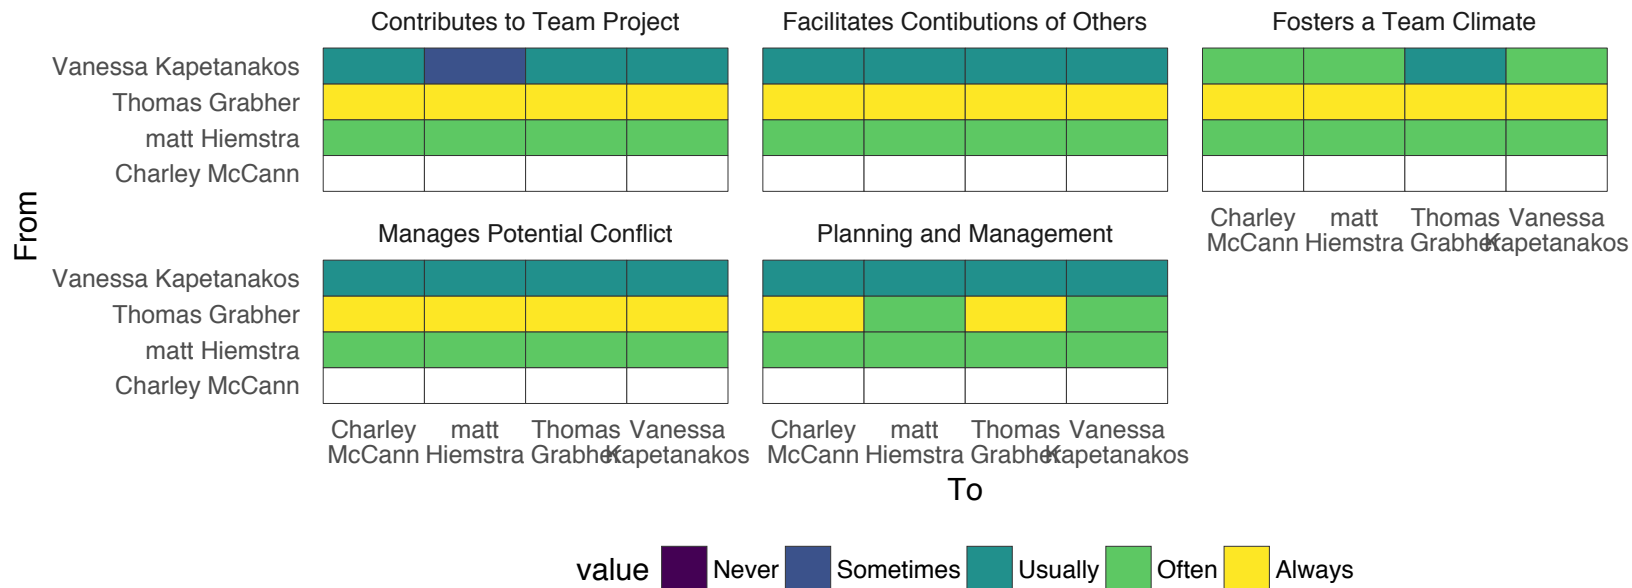 Contributes to Team Project
Facilitates Contibutions of Others
Fosters a Team Climate
Vanessa Kapetanakos
Thomas Grabher
matt Hiemstra
Charley McCann
Charley McCann
matt Hiemstra
Thomas Grabher
Vanessa Kapetanakos
From
Manages Potential Conflict
Planning and Management
Vanessa Kapetanakos
Thomas Grabher
matt Hiemstra
Charley McCann
Charley McCann
matt Hiemstra
Thomas Grabher
Vanessa Kapetanakos
Charley McCann
matt Hiemstra
Thomas Grabher
Vanessa Kapetanakos
To
value Never Sometimes Usually Often Always